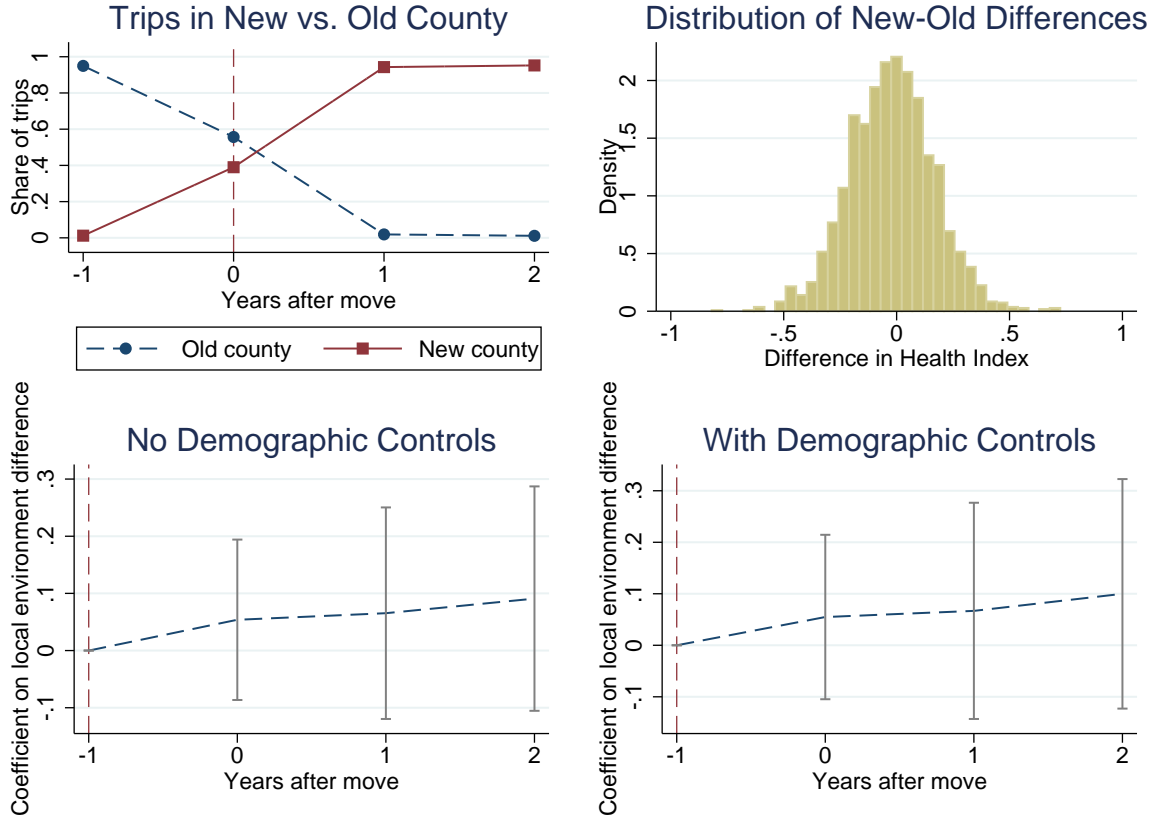 Trips in New vs. Old County
Share of trips
0 .2 .4 .6 .8 1
-1 0 1 2
Years after move
Old county New county
Distribution of New-Old Differences
Density
0 .5 1 1.5 2
-1 -.5 0 .5 1
Difference in Health Index
No Demographic Controls
Coefficient on local environment difference
-.1 0 .1 .2 .3
-1 0 1 2
Years after move
With Demographic Controls
Coefficient on local environment difference
-.1 0 .1 .2 .3
-1 0 1 2
Years after move